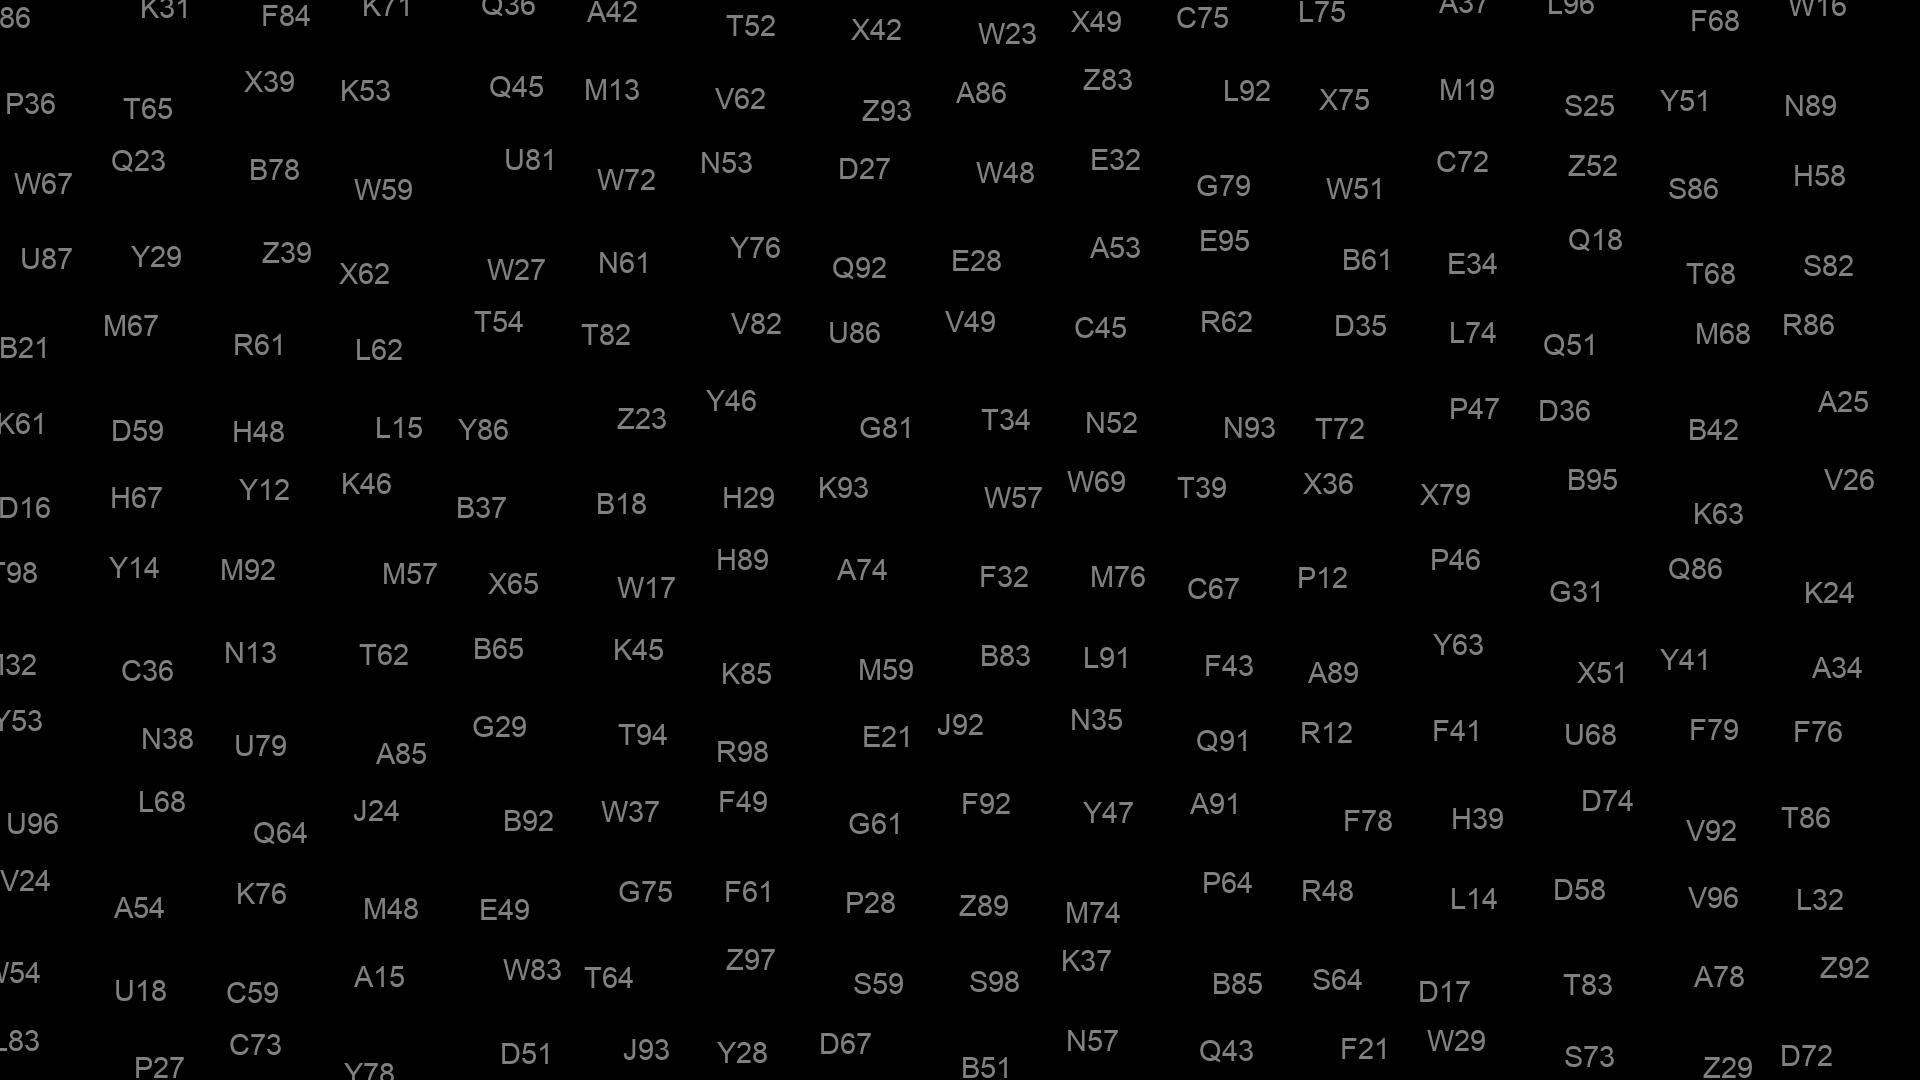 86 K31 F84 K71 Q36 A42 T52 X42 W23 X49 C75 L75 A37 L96 F68 W16
P36 T65 X39 K53 Q45 M13 V62 Z93 A86 Z83 L92 X75 M19 S25 Y51 N89
W67 Q23 B78 W59 U81 W72 N53 D27 W48 E32 G79 W51 C72 Z52 S86 H58
U87 Y29 Z39 X62 W27 N61 Y76 Q92 E28 A53 E95 B61 E34 Q18 T68 S82
B21 M67 R61 L62 T54 T82 V82 U86 V49 C45 R62 D35 L74 Q51 M68 R86
K61 D59 H48 L15 Y86 Z23 Y46 G81 T34 N52 N93 T72 P47 D36 B42 A25
D16 H67 Y12 K46 B37 B18 H29 K93 W57 W69 T39 X36 X79 B95 K63 V26
T98 Y14 M92 M57 X65 W17 H89 A74 F32 M76 C67 P12 P46 G31 Q86 K24
32 C36 N13 T62 B65 K45 K85 M59 B83 L91 F43 A89 Y63 X51 Y41 A34
Y53 N38 U79 A85 G29 T94 R98 E21 J92 N35 Q91 R12 F41 U68 F79 F76
U96 L68 Q64 J24 B92 W37 F49 G61 F92 Y47 A91 F78 H39 D74 V92 T86
V24 A54 K76 M48 E49 G75 F61 P28 Z89 M74 P64 R48 L14 D58 V96 L32
W54 U18 C59 A15 W83 T64 Z97 S59 S98 K37 B85 S64 D17 T83 A78 Z92
L83 P27 C73 Y78 D51 J93 Y28 D67 B51 N57 Q43 F21 W29 S73 Z29 D72